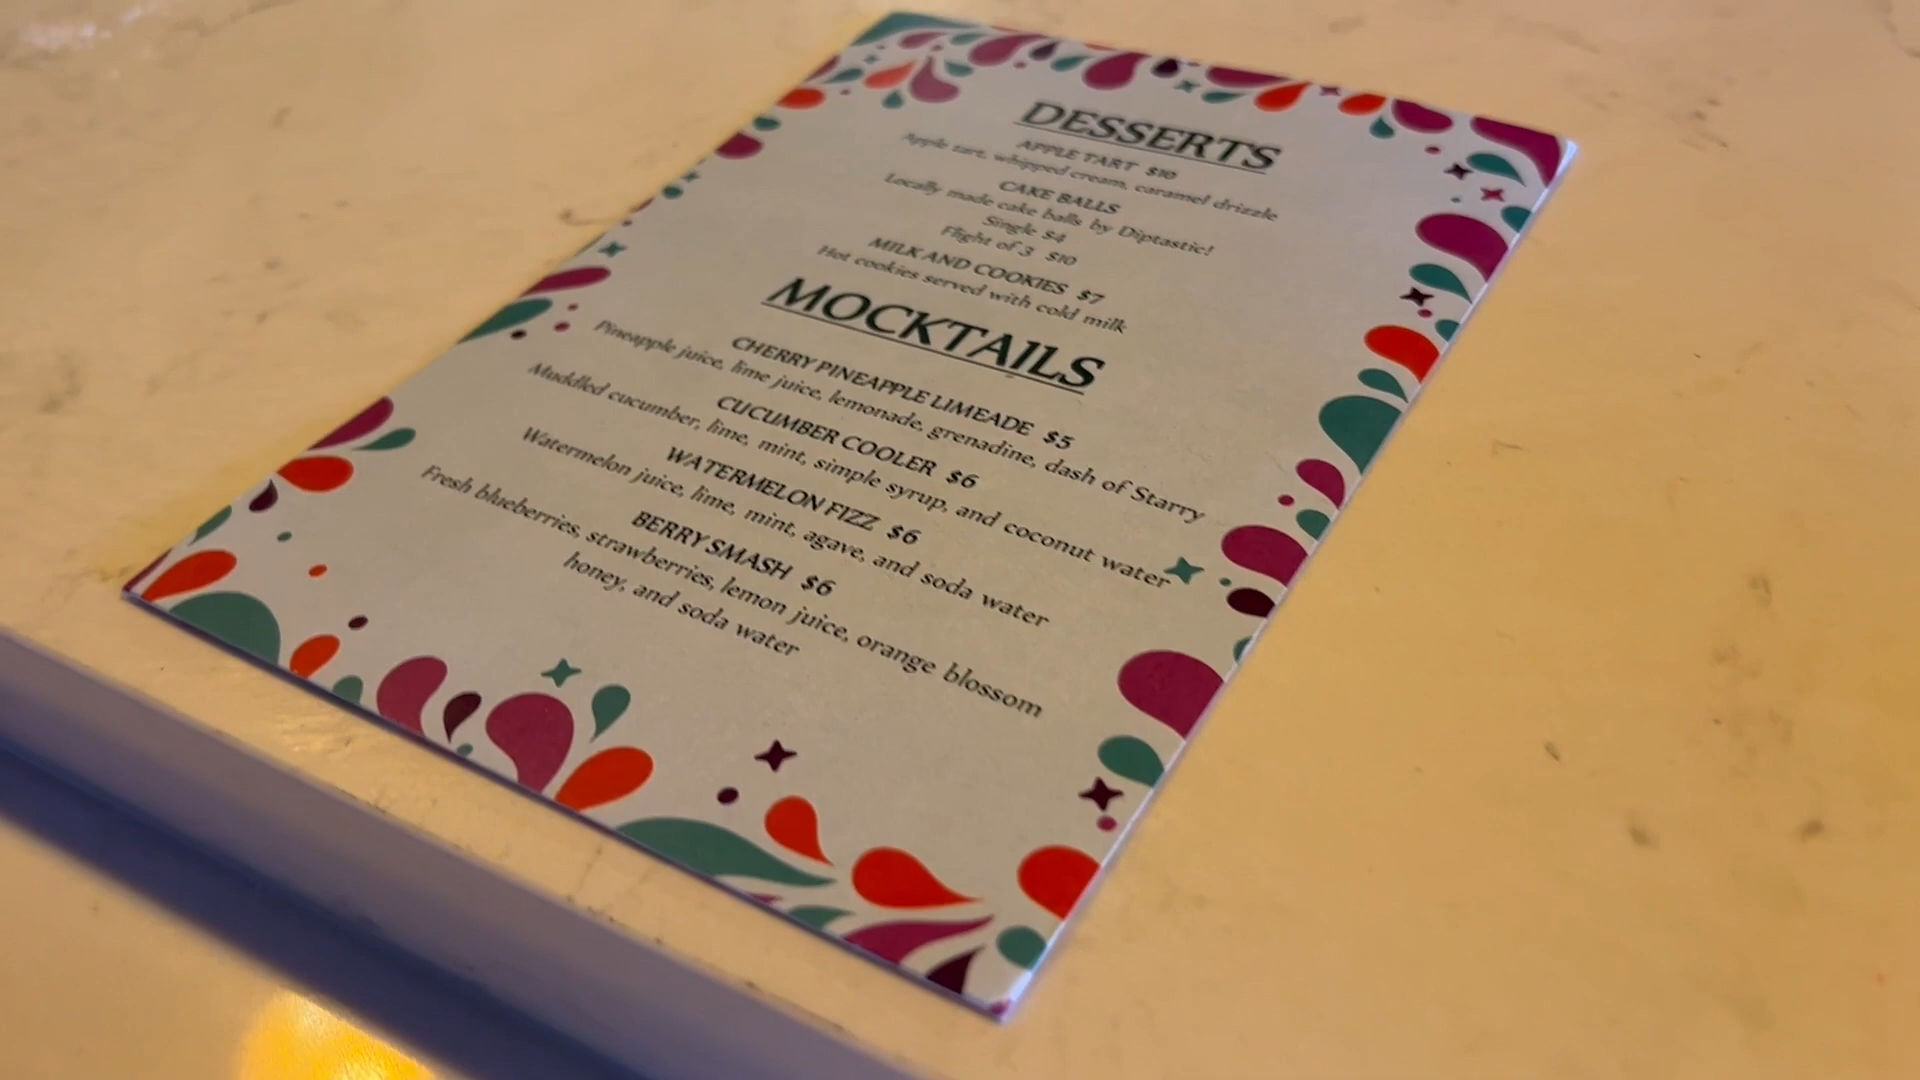 DESSERTS
APPLE TART $10
Apple tart, whipped cream, caramel drizzle
CAKE BALLS
Locally made cake balls by Diptastic!
Single $4
Flight of 3 $10
MILK AND COOKIES $7
Hot cookies served with cold milk
MOCKTAILS
CHERRY PINEAPPLE LIMEADE $5
Pineapple juice, lime juice, lemonade, grenadine, dash of Starry
CUCUMBER COOLER $6
Muddled cucumber, lime, mint, simple syrup, and coconut water
WATERMELON FIZZ $6
Watermelon juice, lime, mint, agave, and soda water
BERRY SMASH $6
Fresh blueberries, strawberries, lemon juice, orange blossom
honey, and soda water